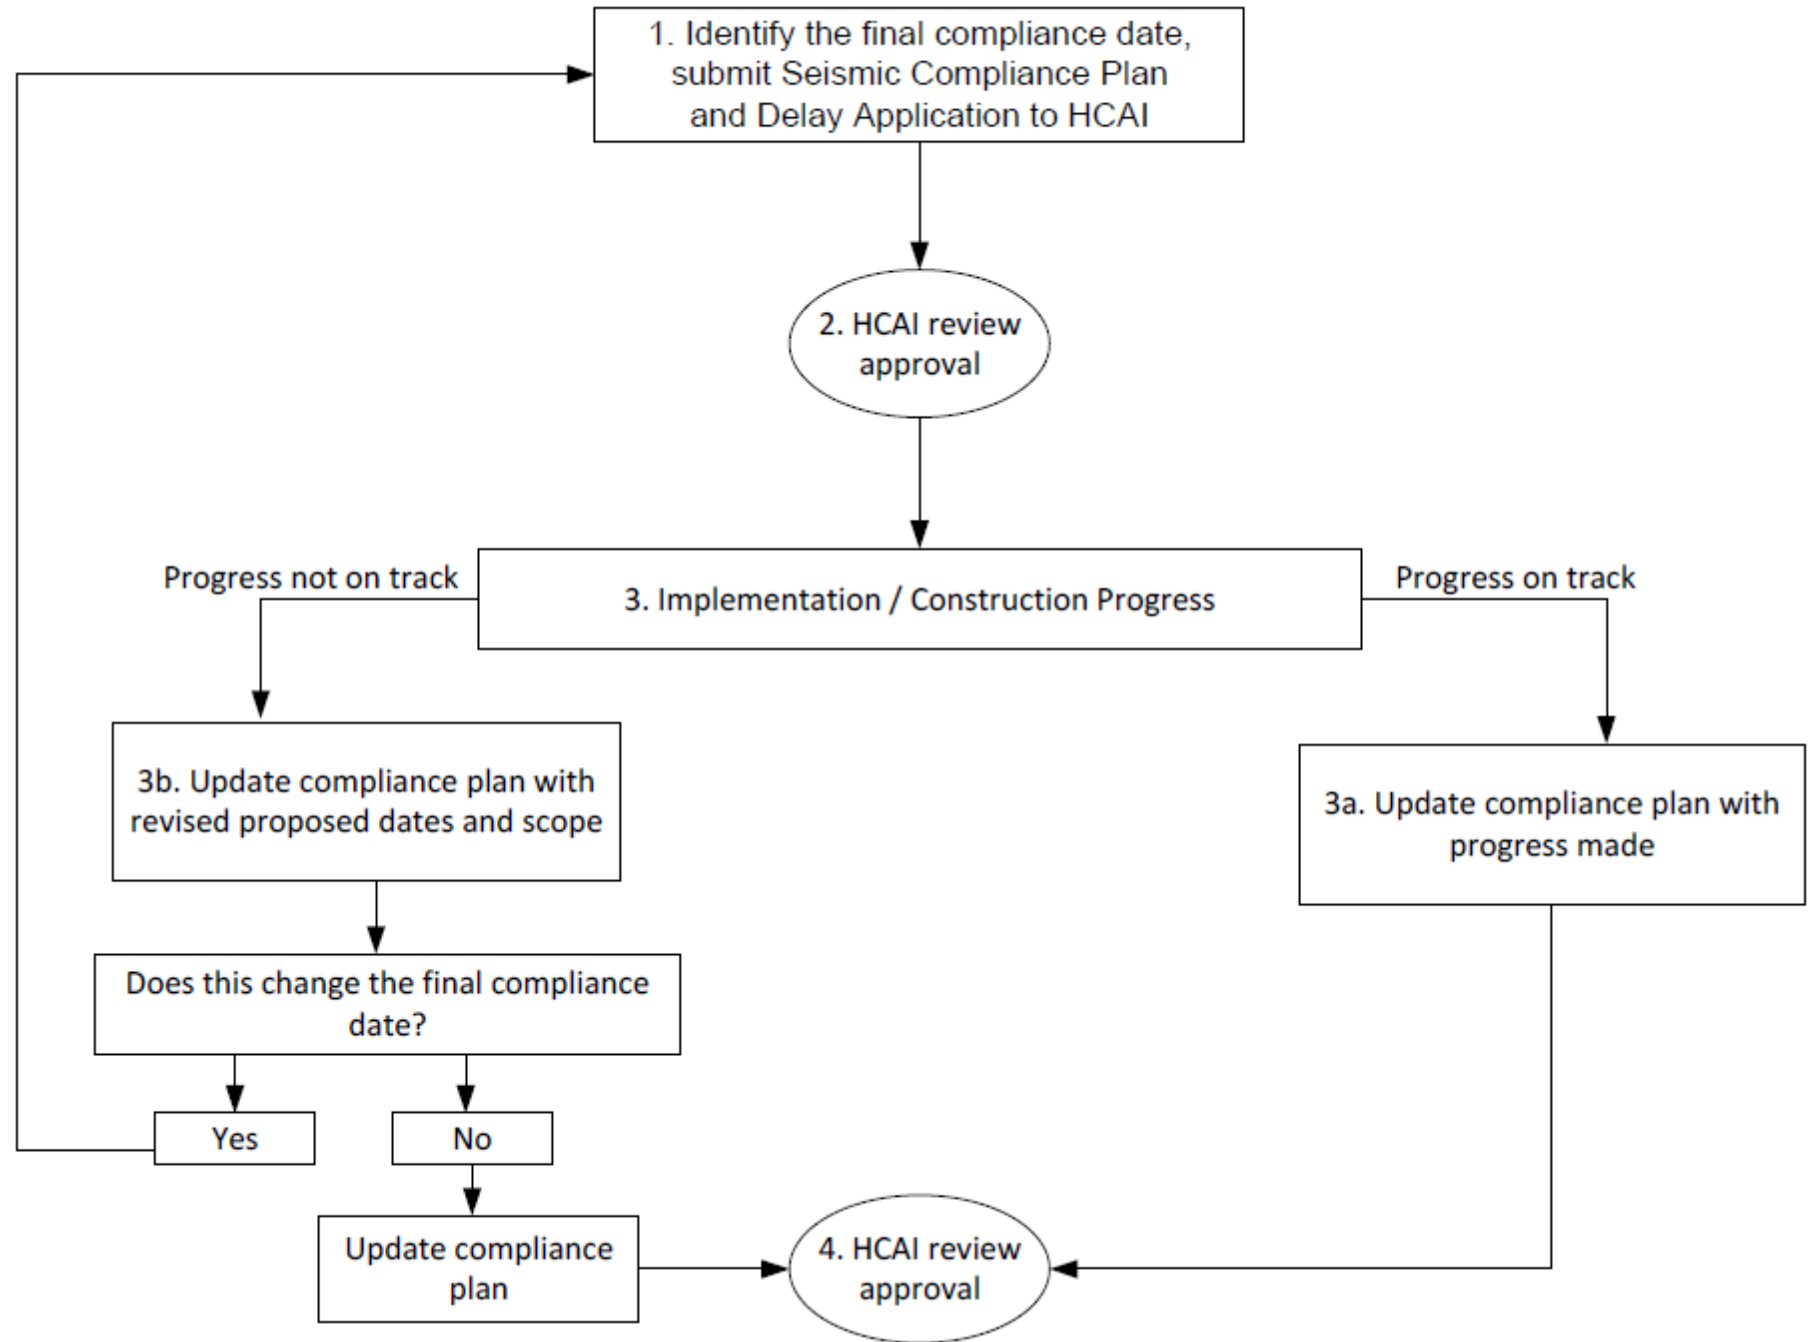 1. Identify the final compliance date,
submit Seismic Compliance Plan
and Delay Application to HCAI
2. HCAI review
approval
Progress not on track
3. Implementation / Construction Progress
Progress on track
3b. Update compliance plan with
revised proposed dates and scope
3a. Update compliance plan with
progress made
Does this change the final compliance
date?
Yes
No
Update compliance
plan
4. HCAI review
approval